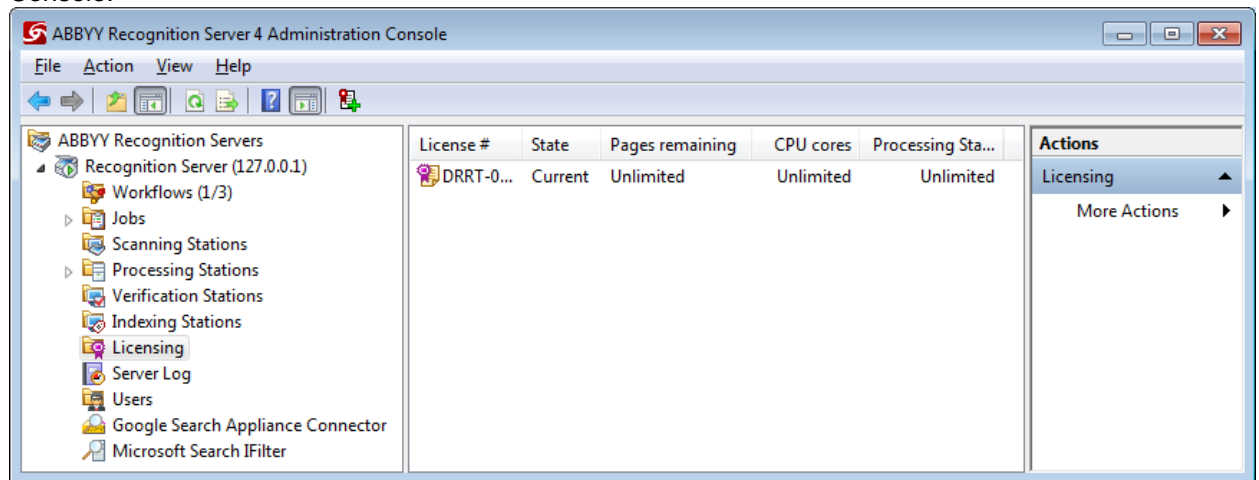 ABBYY Recognition Server 4 Administration Console
File Action View Help
ABBYY Recognition Servers
Recognition Server (127.0.0.1)
Workflows (1/3)
Jobs
Scanning Stations
Processing Stations
Verification Stations
Indexing Stations
Licensing
Server Log
Users
Google Search Appliance Connector
Microsoft Search IFilter
License # State Pages remaining CPU cores Processing Sta...
DRRT-0... Current Unlimited Unlimited Unlimited
Actions
Licensing
More Actions